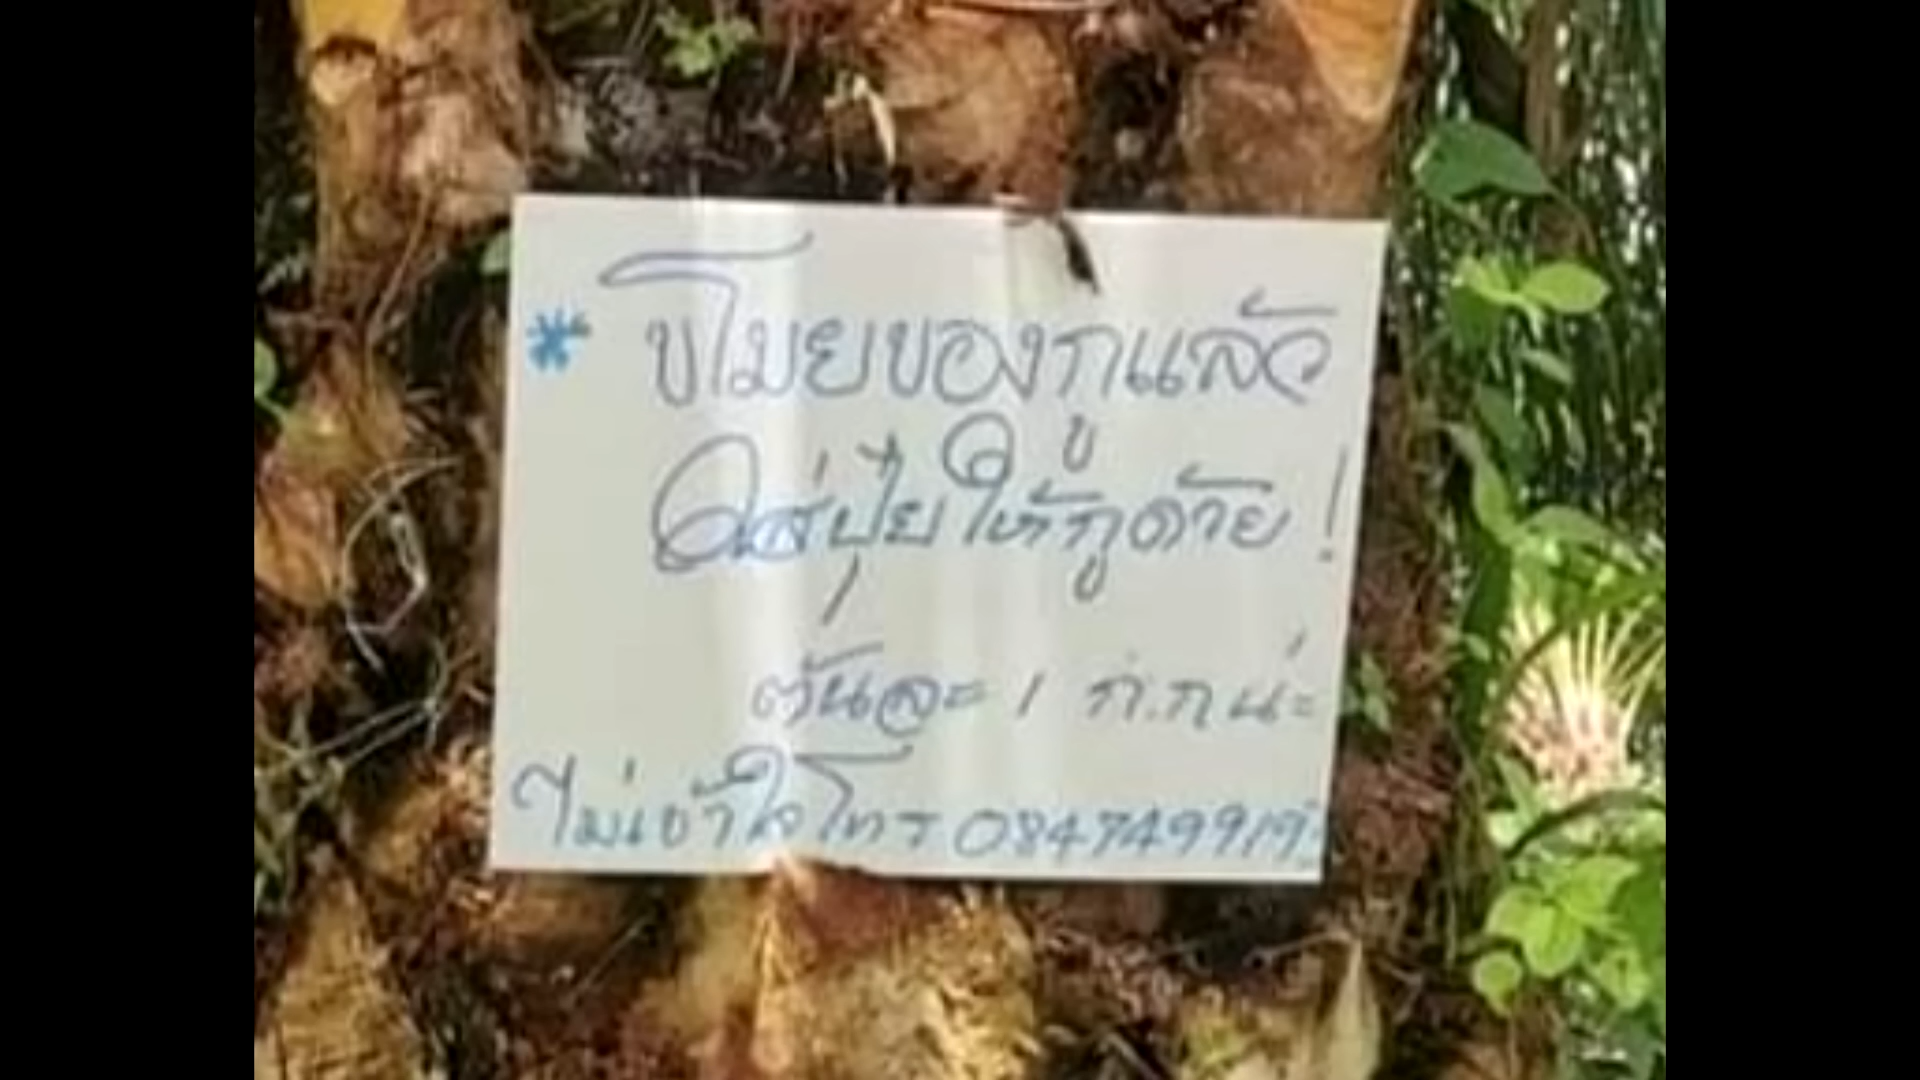 * ขโมยของกูแล้ว
ใส่ปุ๋ยให้กูด้วย!
ต้นละ 1 ก.กน่ะ
ไม่เข้าใจโทร 0847499197